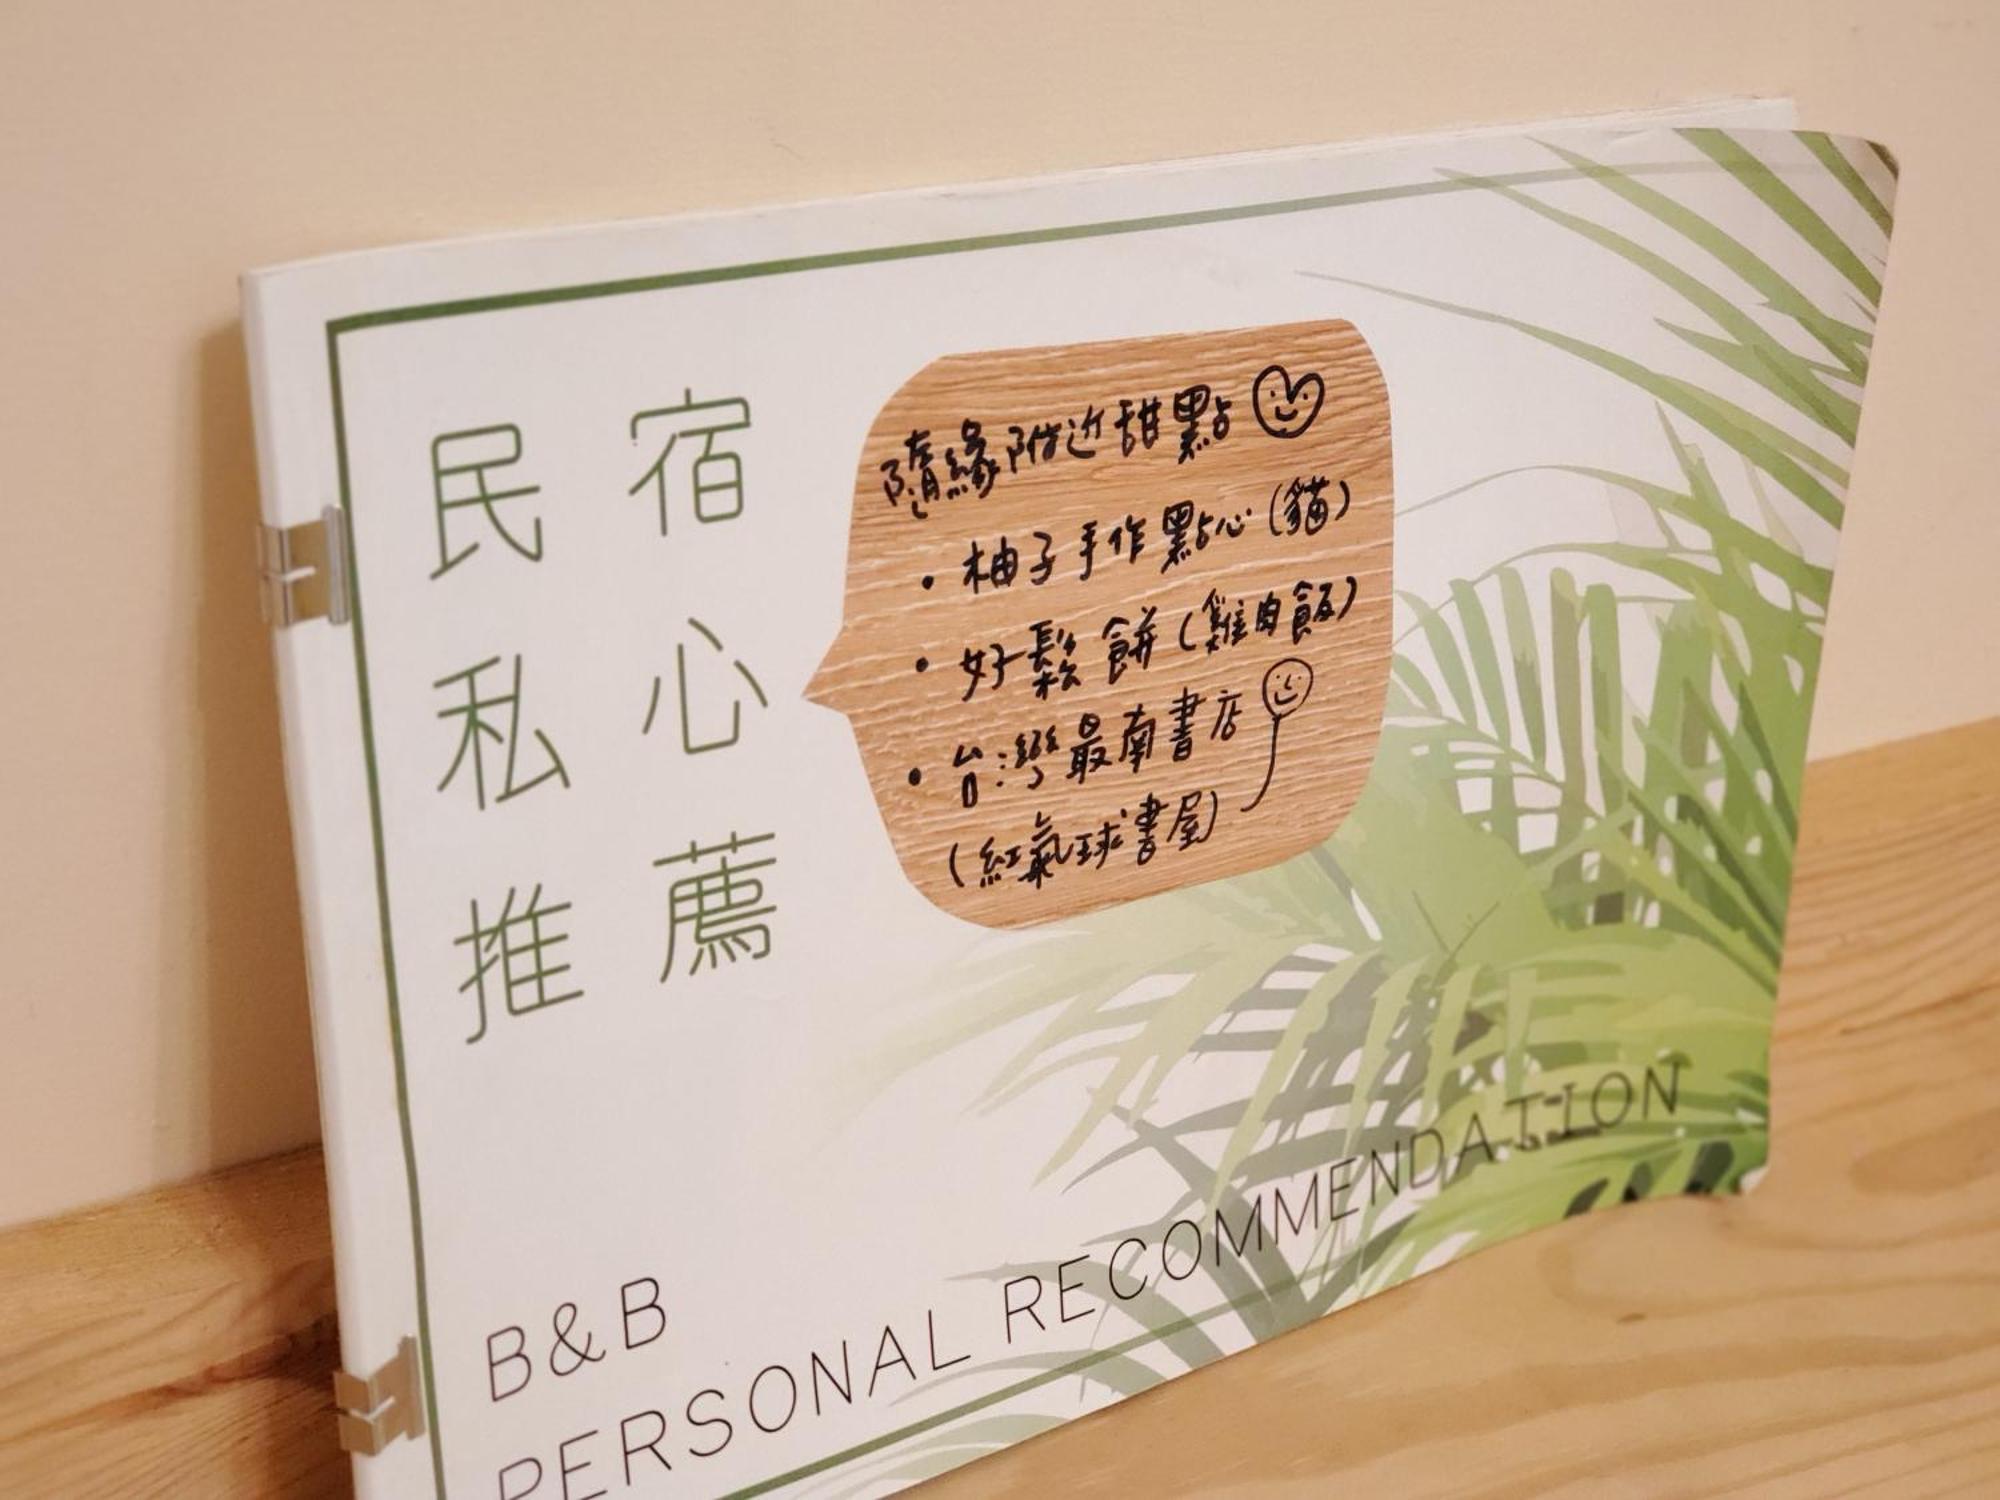 民宿
私心
推薦
隨緣附近甜點
・柚子手作點心(貓)
・好鬆餅(雞肉飯)
・台灣最南書店
(紅氣球書屋)
B&B
PERSONAL RECOMMENDATION